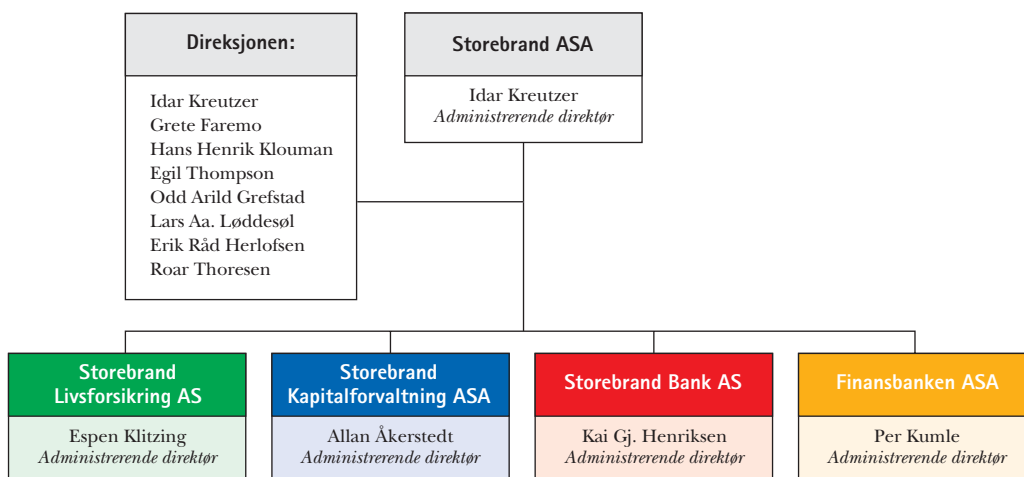 Direksjonen:
Idar Kreutzer
Grete Faremo
Hans Henrik Klouman
Egil Thompson
Odd Arild Grefstad
Lars Aa. Løddesøl
Erik Råd Herlofsen
Roar Thoresen
Storebrand ASA
Idar Kreutzer
Administrerende direktør
Storebrand
Livsforsikring AS
Espen Klitzing
Administrerende direktør
Storebrand
Kapitalforvaltning ASA
Allan Åkerstedt
Administrerende direktør
Storebrand Bank AS
Kai Gj. Henriksen
Administrerende direktør
Finansbanken ASA
Per Kumle
Administrerende direktør